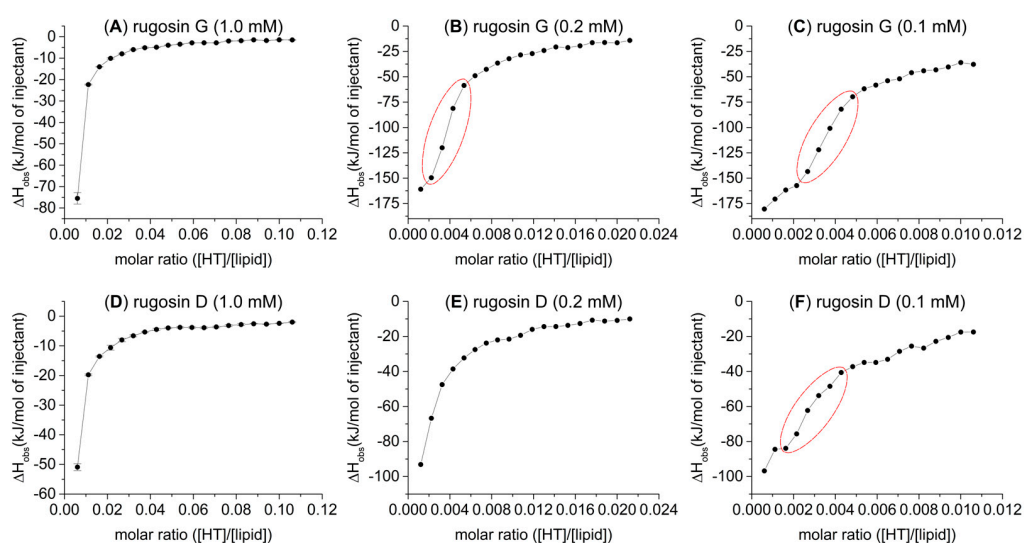 (A) rugosin G (1.0 mM)
0
-10
-20
-30
-40
-50
-60
-70
-80
ΔHobs(kJ/mol of injectant)
0.00 0.02 0.04 0.06 0.08 0.10 0.12
molar ratio ([HT]/[lipid])
(B) rugosin G (0.2 mM)
0
-25
-50
-75
-100
-125
-150
-175
ΔHobs(kJ/mol of injectant)
0.000 0.004 0.008 0.012 0.016 0.020 0.024
molar ratio ([HT]/[lipid])
(C) rugosin G (0.1 mM)
0
-25
-50
-75
-100
-125
-150
-175
ΔHobs(kJ/mol of injectant)
0.000 0.002 0.004 0.006 0.008 0.010 0.012
molar ratio ([HT]/[lipid])
(D) rugosin D (1.0 mM)
0
-10
-20
-30
-40
-50
-60
ΔHobs(kJ/mol of injectant)
0.00 0.02 0.04 0.06 0.08 0.10 0.12
molar ratio ([HT]/[lipid])
(E) rugosin D (0.2 mM)
0
-20
-40
-60
-80
-100
ΔHobs(kJ/mol of injectant)
0.000 0.004 0.008 0.012 0.016 0.020 0.024
molar ratio ([HT]/[lipid])
(F) rugosin D (0.1 mM)
0
-20
-40
-60
-80
-100
ΔHobs(kJ/mol of injectant)
0.000 0.002 0.004 0.006 0.008 0.010 0.012
molar ratio ([HT]/[lipid])